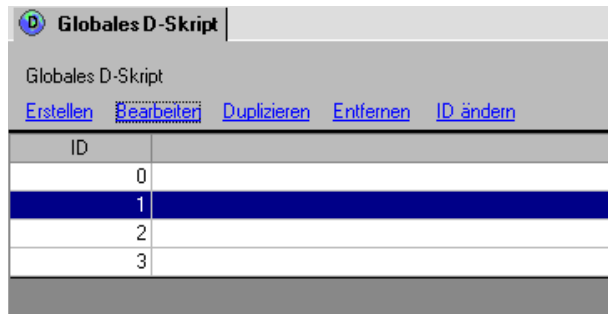 D Globales D-Skript
Globales D-Skript
Erstellen Bearbeiten Duplizieren Entfernen ID ändern
ID
0
1
2
3